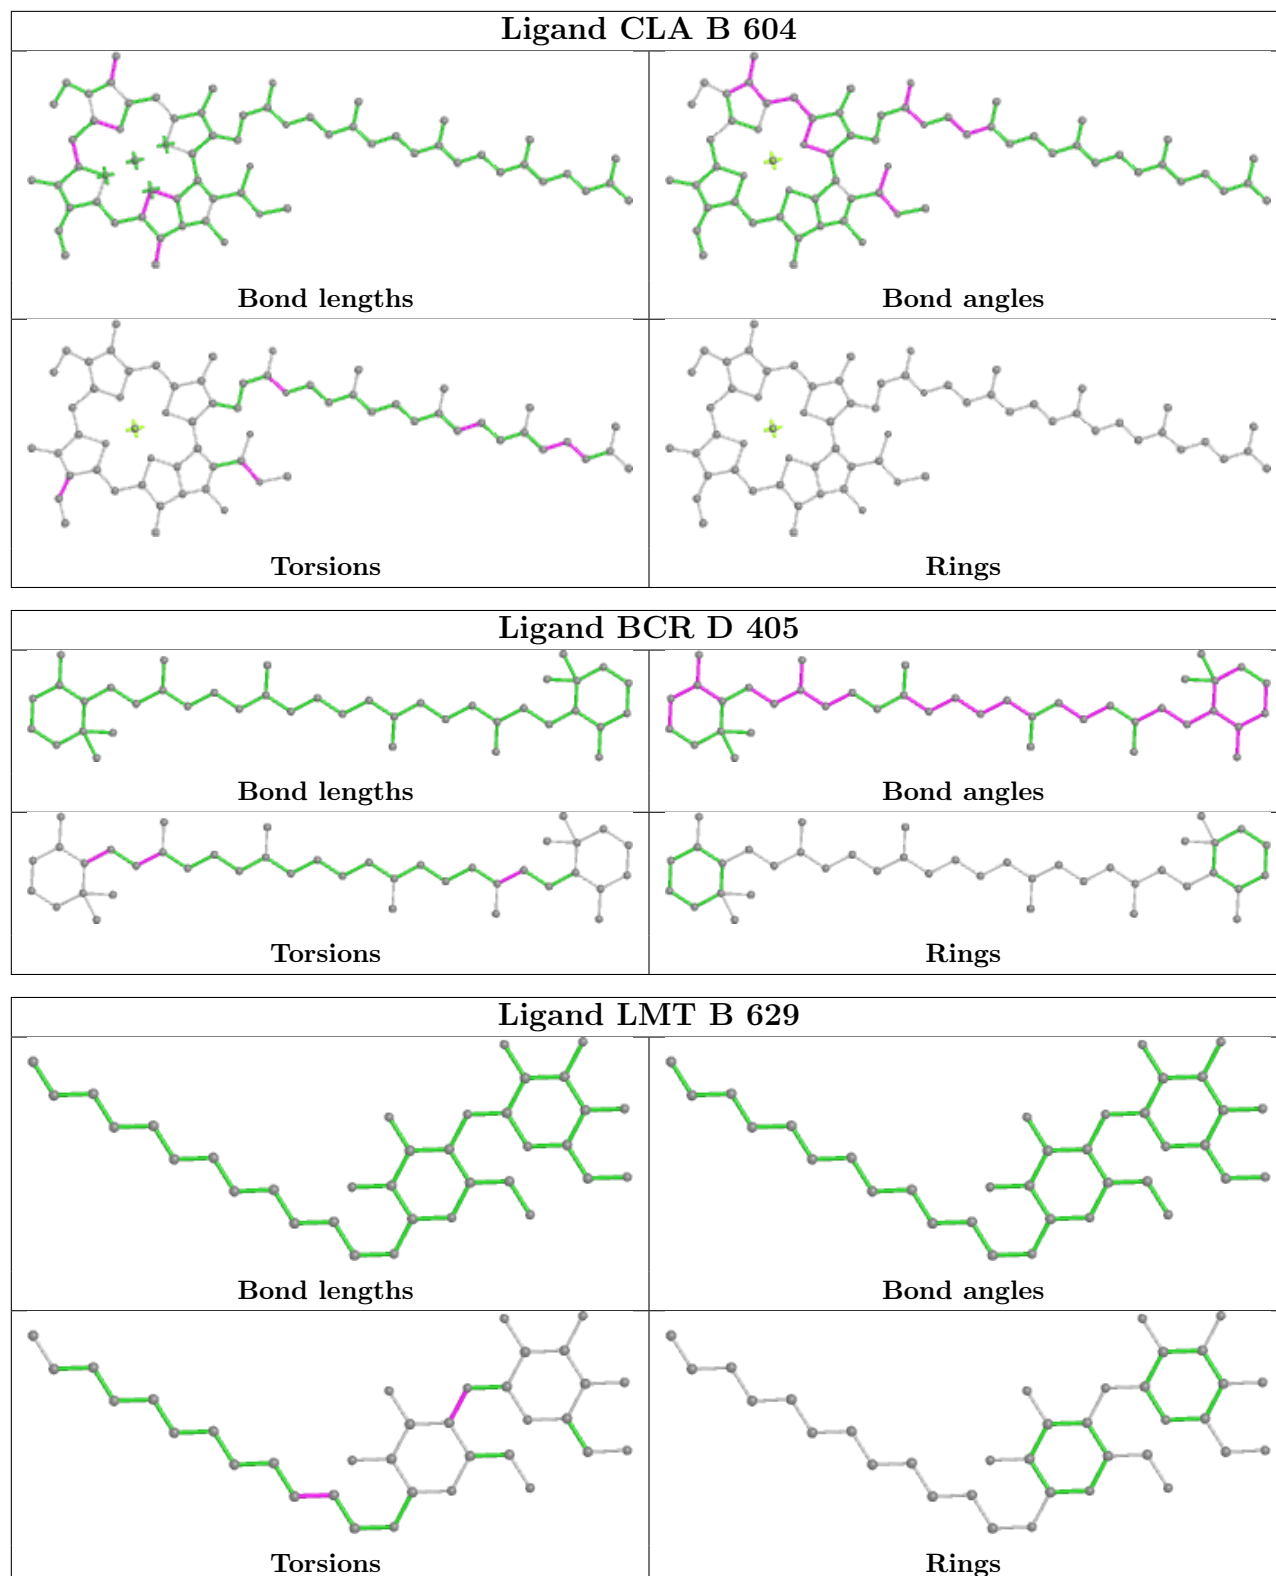 Ligand CLA B 604
Bond lengths
Bond angles
Torsions
Rings
Ligand BCR D 405
Bond lengths
Bond angles
Torsions
Rings
Ligand LMT B 629
Bond lengths
Bond angles
Torsions
Rings